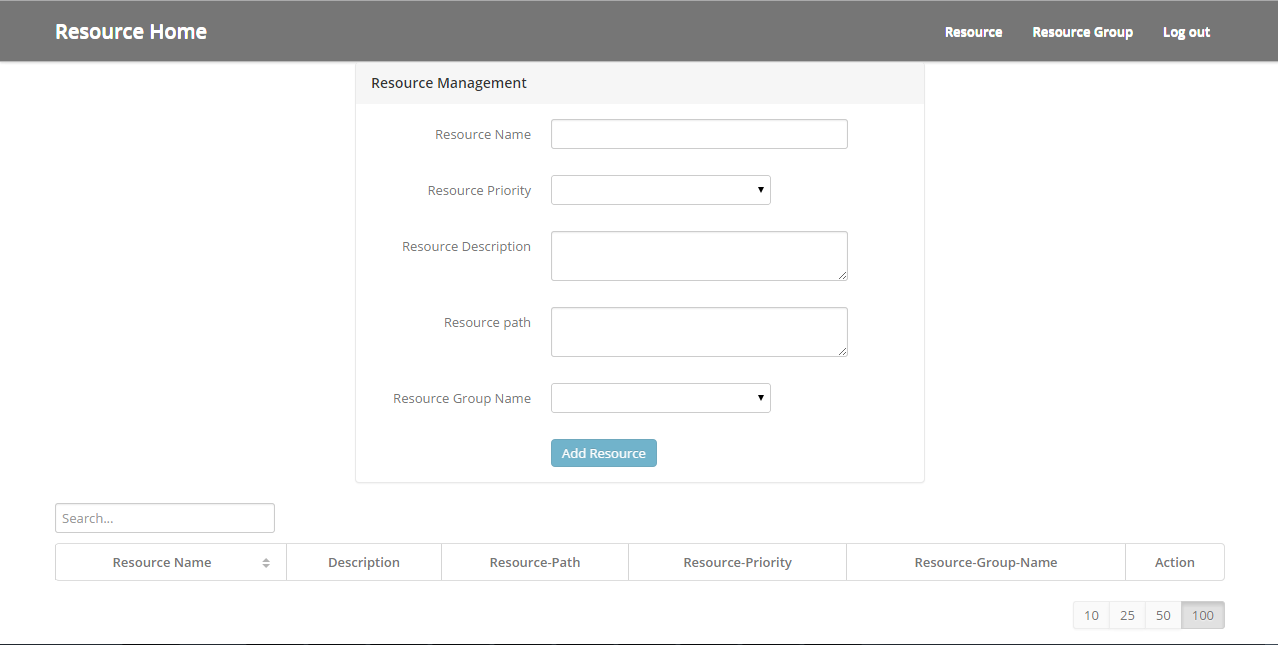 Resource Home Resource Resource Group Log out
Resource Management
Resource Name
Resource Priority
Resource Description
Resource path
Resource Group Name
Add Resource
Search...
Resource Name Description Resource-Path Resource-Priority Resource-Group-Name Action
10 25 50 100